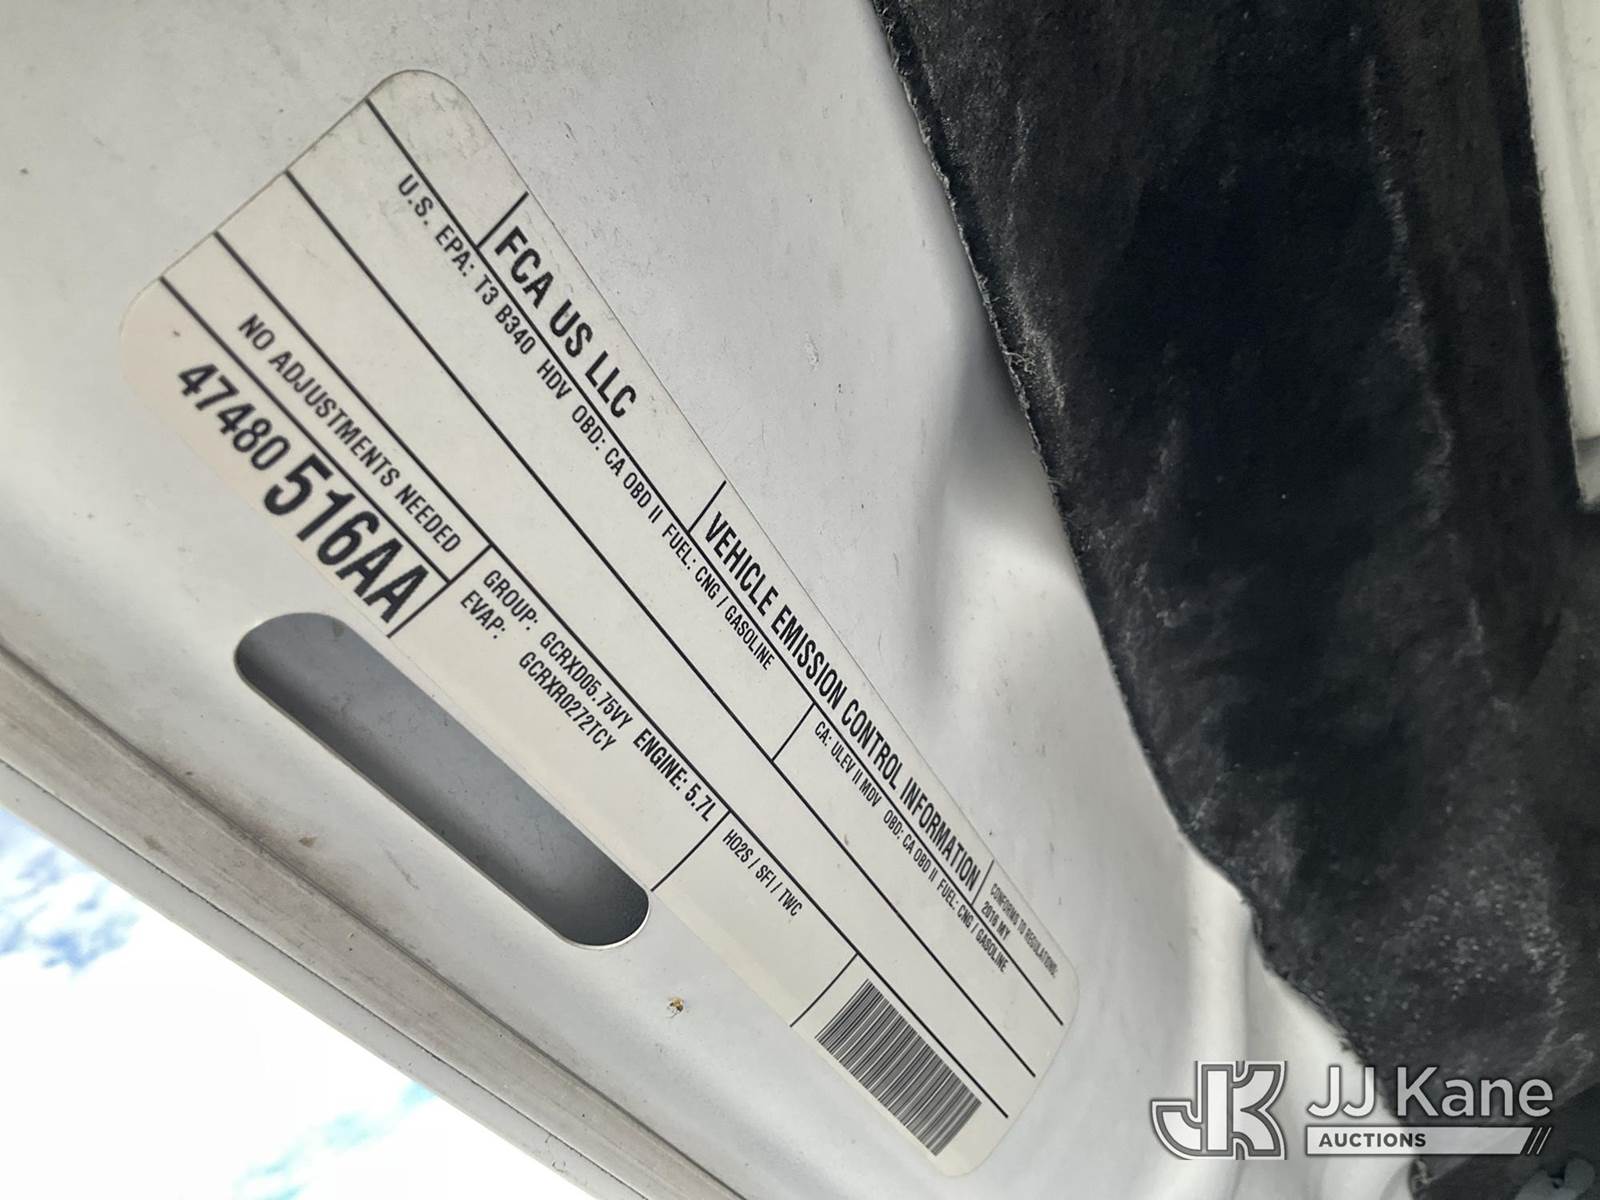 FCA US LLC
VEHICLE EMISSION CONTROL INFORMATION
CONFORMS TO REGULATIONS:
2016 MY
U.S. EPA: T3 B340 HDV OBD: CA OBD II FUEL: CNG / GASOLINE
CA: ULEV II MDV OBD: CA OBD II FUEL: CNG / GASOLINE
NO ADJUSTMENTS NEEDED
47480516AA
GROUP: GCRXD05.75VY ENGINE: 5.7L
EVAP: GCRXR0272TCY
HO2S / SFI / TWC
JK JJ Kane
AUCTIONS